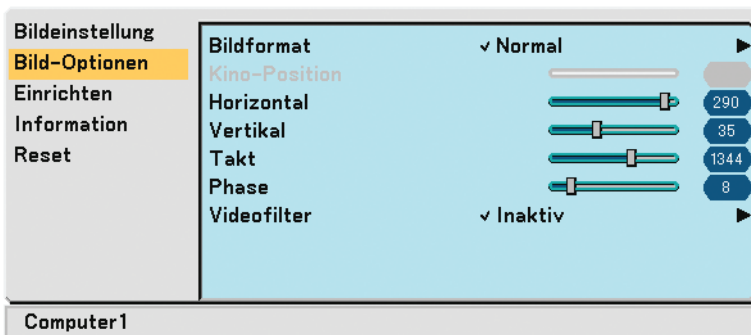 Bildeinstellung
Bild-Optionen
Einrichten
Information
Reset
Bildformat ✓ Normal
Kino-Position
Horizontal 290
Vertikal 35
Takt 1344
Phase 8
Videofilter ✓ Inaktiv
Computer1